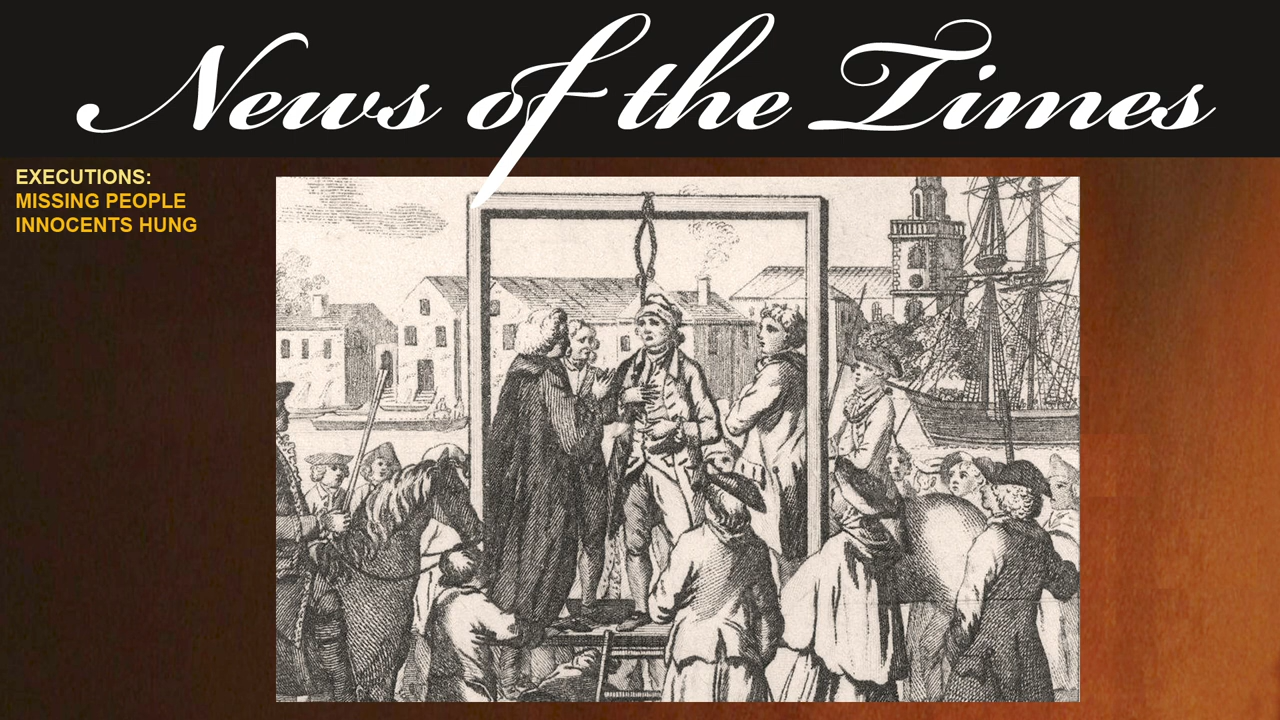 News of the Times
EXECUTIONS:
MISSING PEOPLE
INNOCENTS HUNG